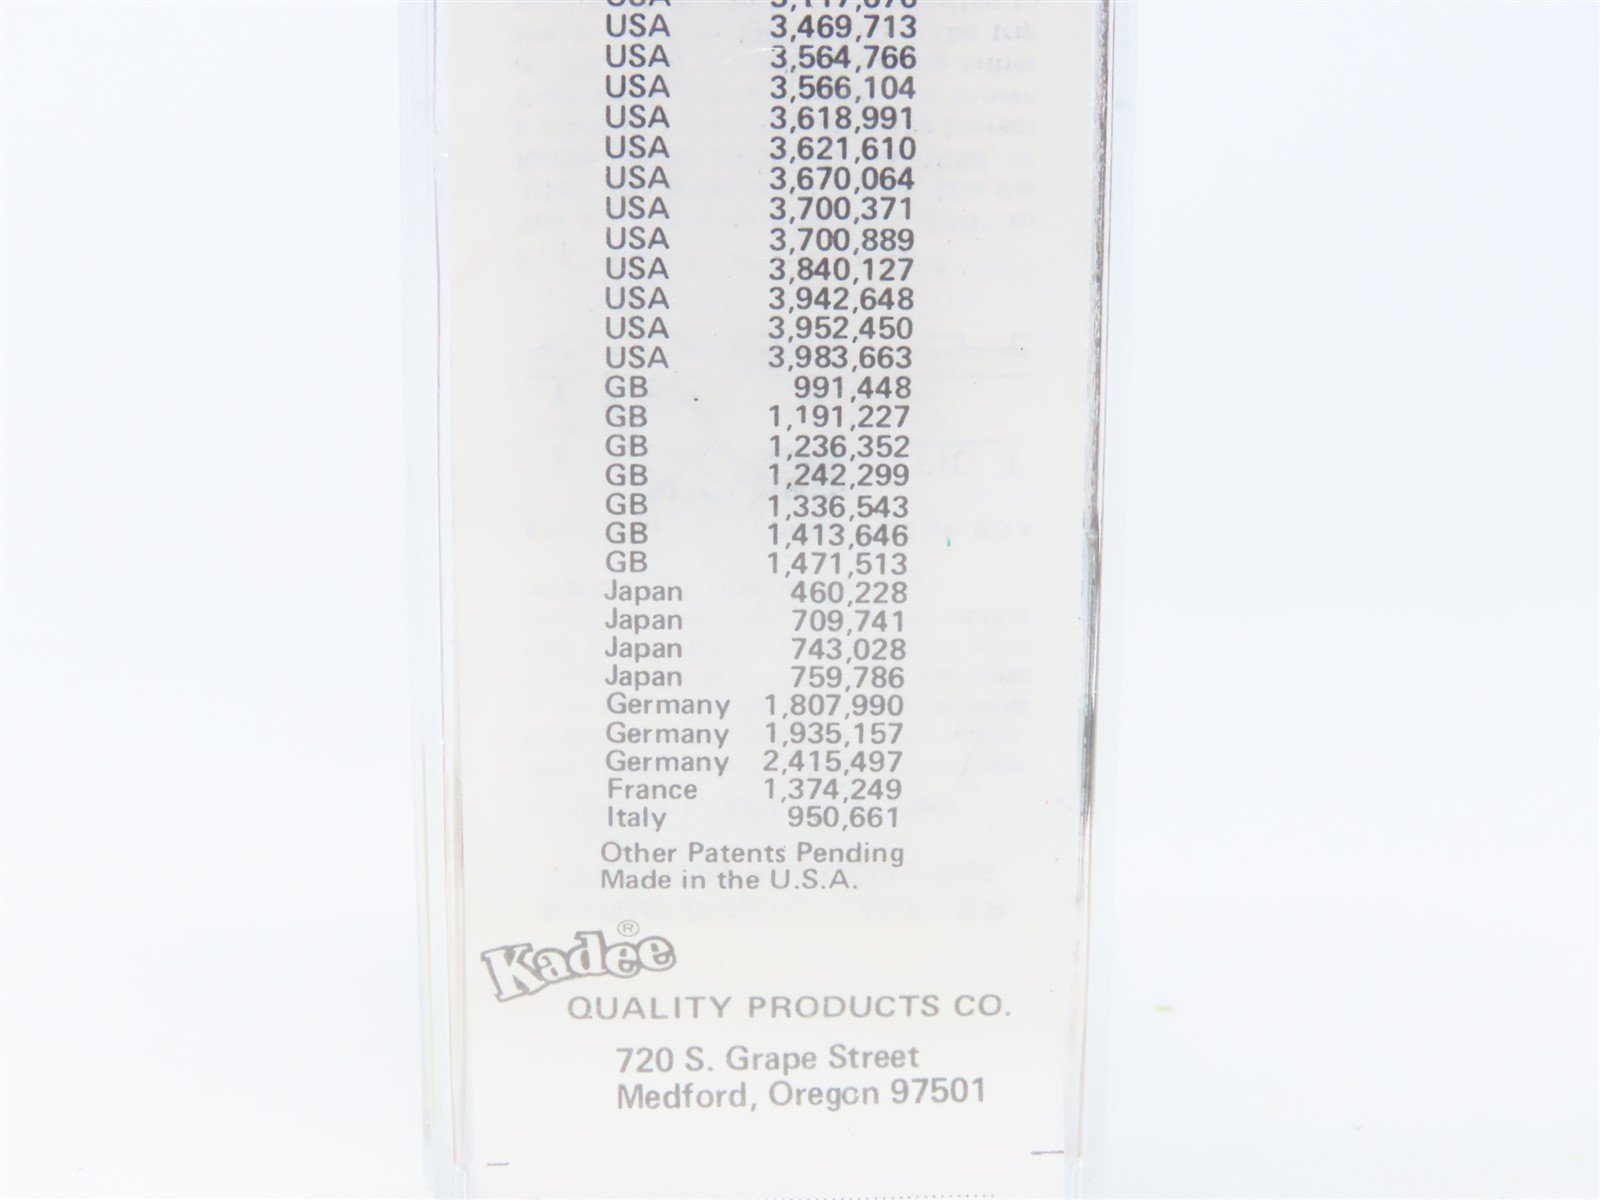 USA 3,117,676
USA 3,469,713
USA 3,564,766
USA 3,566,104
USA 3,618,991
USA 3,621,610
USA 3,670,064
USA 3,700,371
USA 3,700,889
USA 3,840,127
USA 3,942,648
USA 3,952,450
USA 3,983,663
GB 991,448
GB 1,191,227
GB 1,236,352
GB 1,242,299
GB 1,336,543
GB 1,413,646
GB 1,471,513
Japan 460,228
Japan 709,741
Japan 743,028
Japan 759,786
Germany 1,807,990
Germany 1,935,157
Germany 2,415,497
France 1,374,249
Italy 950,661
Other Patents Pending
Made in the U.S.A.
Kadee®
QUALITY PRODUCTS CO.
720 S. Grape Street
Medford, Oregon 97501